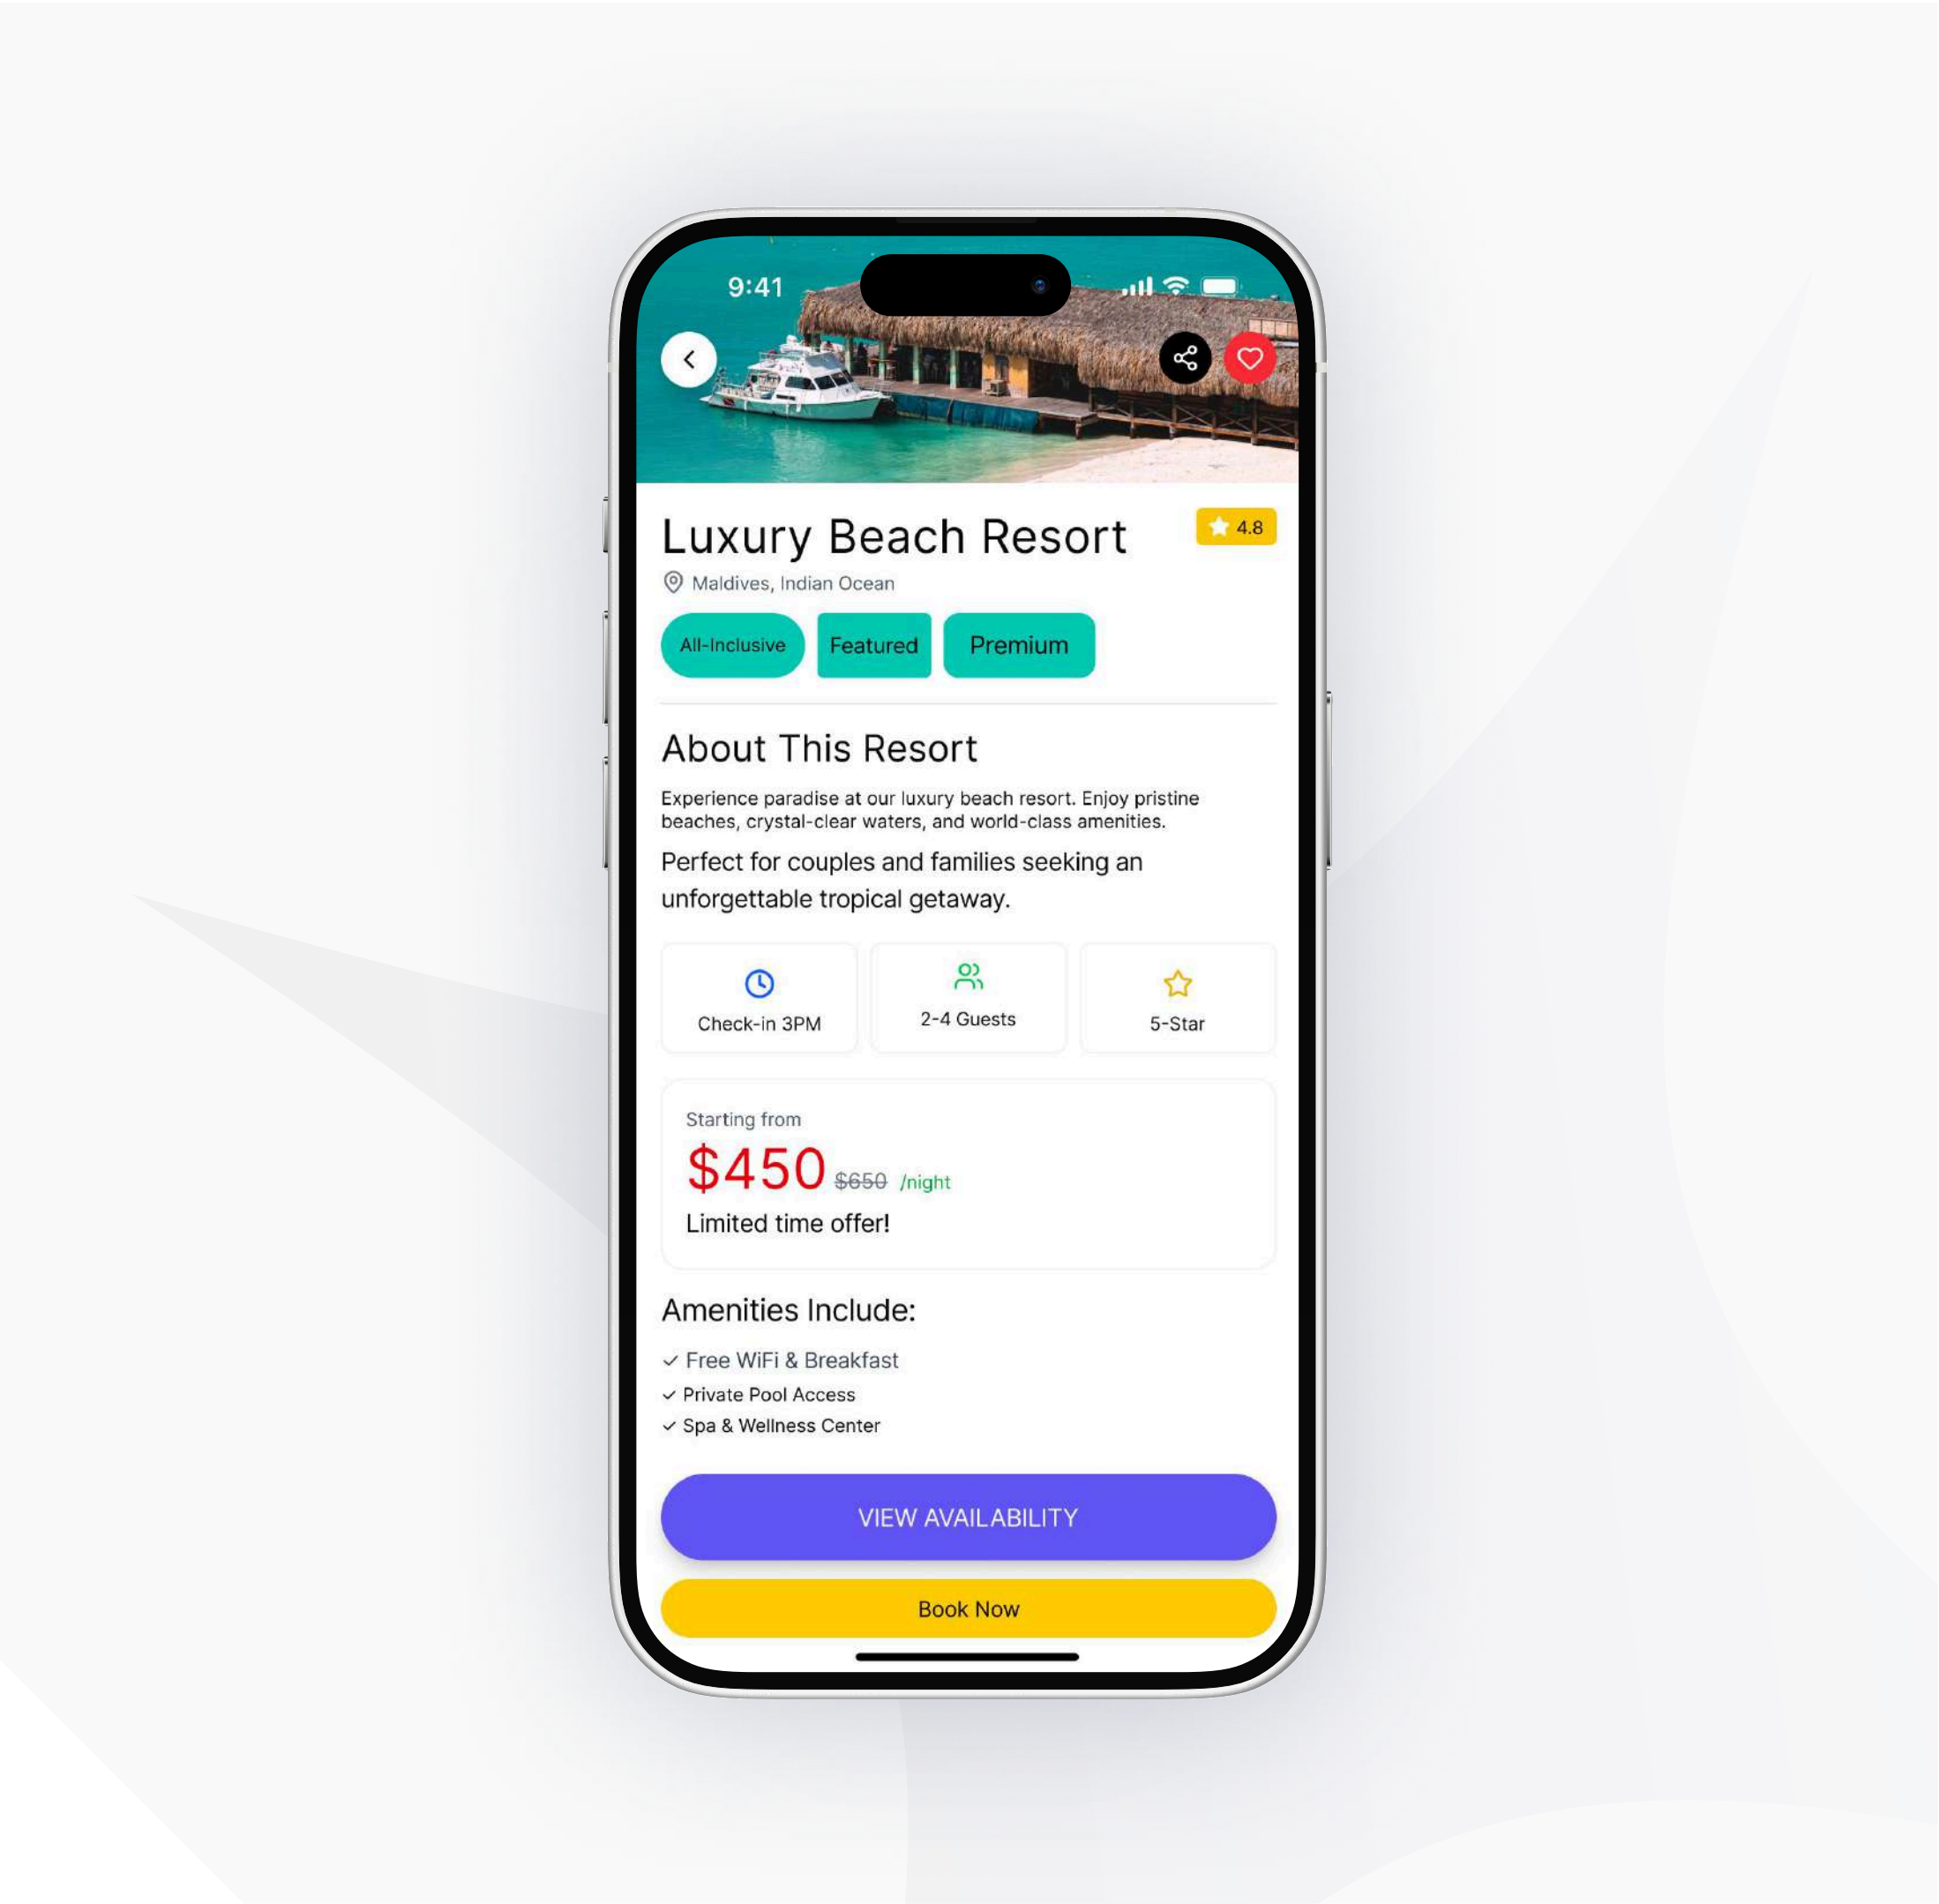 9:41
Luxury Beach Resort
4.8
Maldives, Indian Ocean
All-Inclusive
Featured
Premium
About This Resort
Experience paradise at our luxury beach resort. Enjoy pristine
beaches, crystal-clear waters, and world-class amenities.
Perfect for couples and families seeking an
unforgettable tropical getaway.
Check-in 3PM
2-4 Guests
5-Star
Starting from
$450 $650 /night
Limited time offer!
Amenities Include:
✓ Free WiFi & Breakfast
✓ Private Pool Access
✓ Spa & Wellness Center
VIEW AVAILABILITY
Book Now